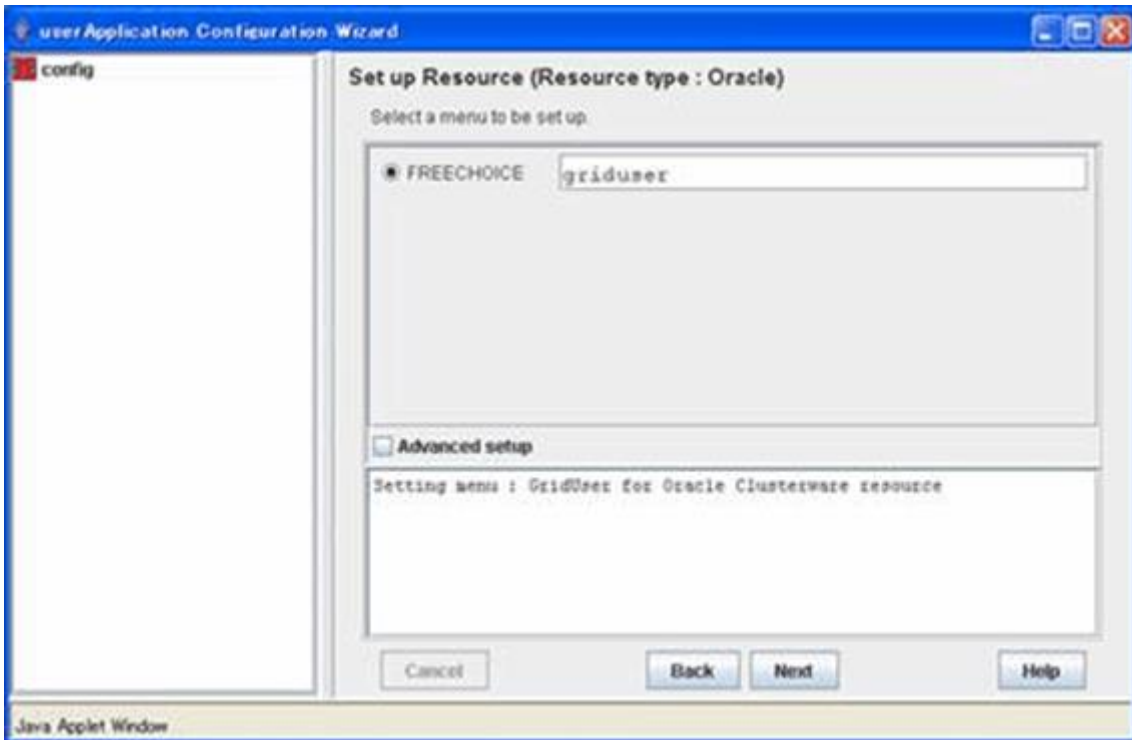 userApplication Configuration Wizard
config
Set up Resource (Resource type : Oracle)
Select a menu to be set up.
FREECHOICE griduser
Advanced setup
Setting menu : GridUser for Oracle Clusterware resource
Cancel Back Next Help
Java Applet Window